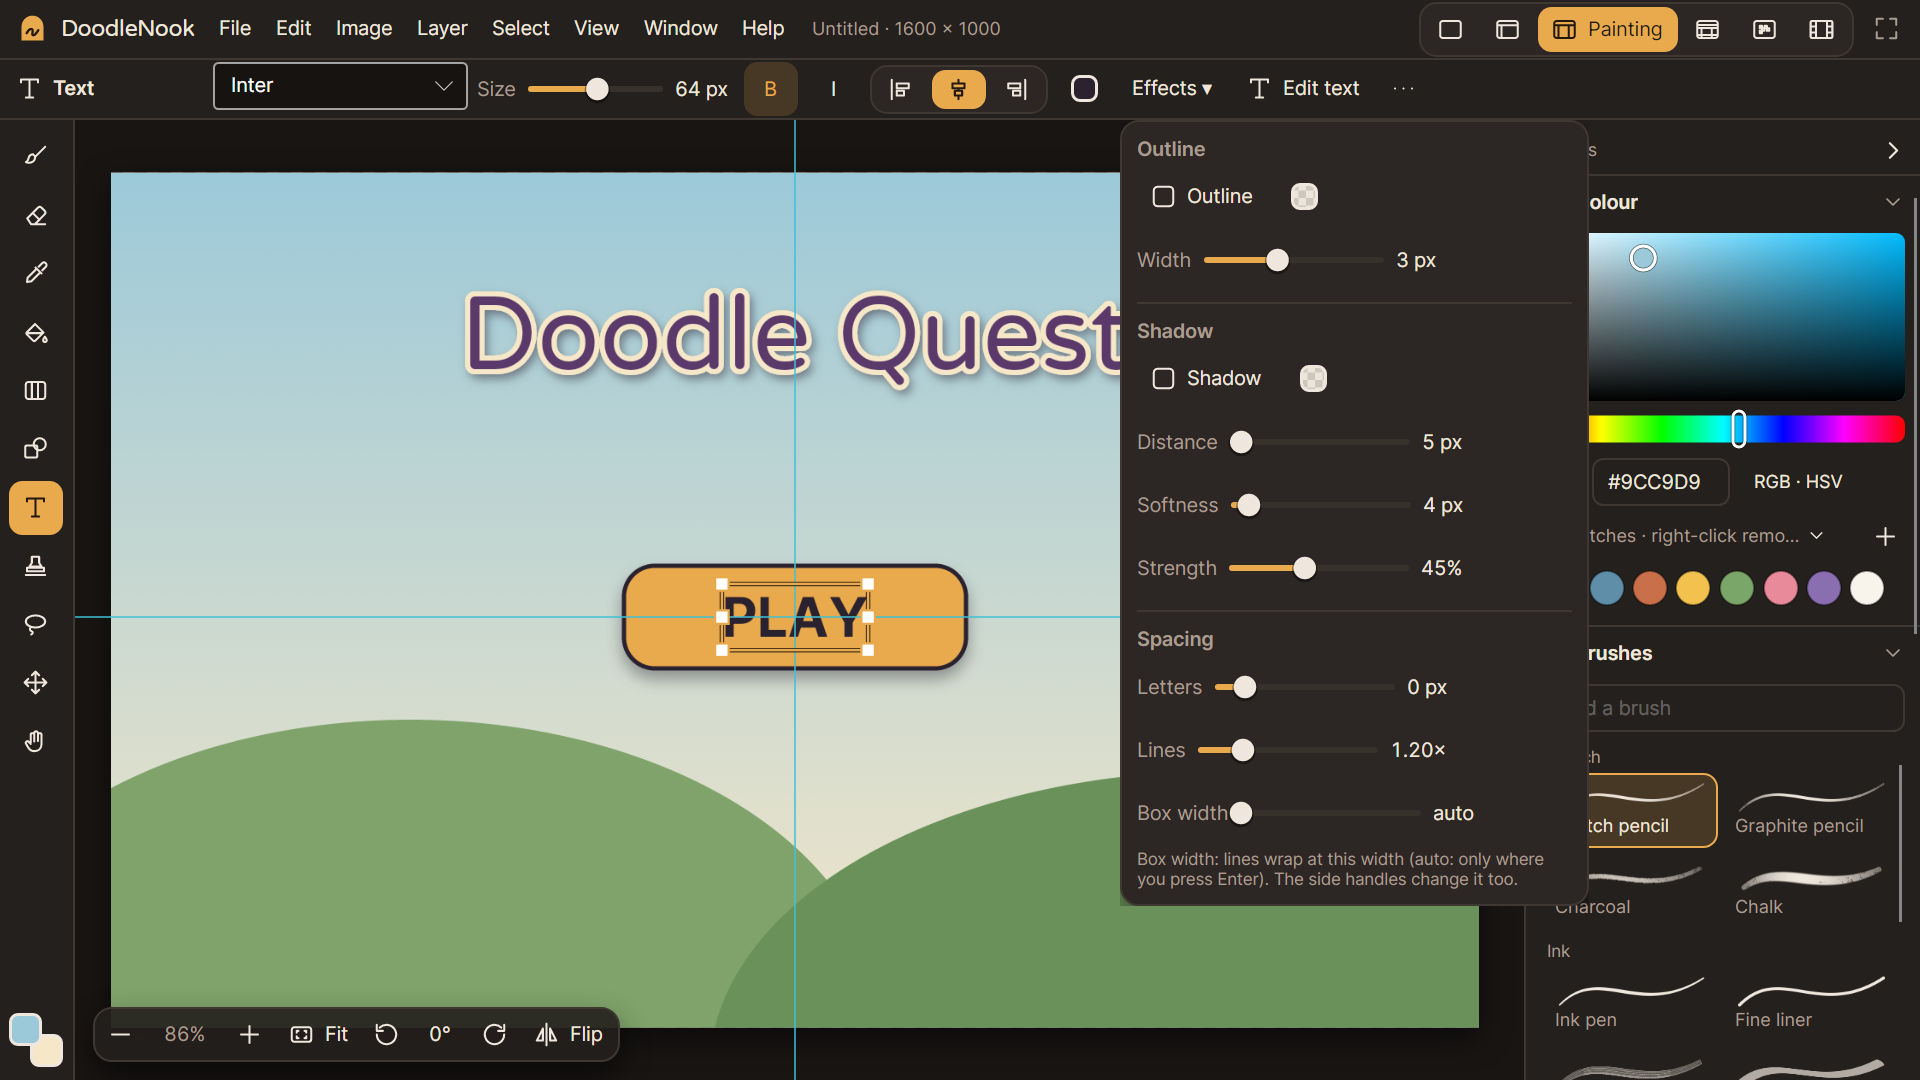 DoodleNook File Edit Image Layer Select View Window Help Untitled · 1600 × 1000 Painting
Text Inter Size 64 px B I Effects ▾ Edit text ···
Outline
Outline
Width 3 px
Shadow
Shadow
Distance 5 px
Softness 4 px
Strength 45%
Spacing
Letters 0 px
Lines 1.20×
Box width auto
Box width: lines wrap at this width (auto: only where
you press Enter). The side handles change it too.
Doodle Quest
PLAY
s
olour
#9CC9D9 RGB · HSV
tches · right-click remo...
rushes
d a brush
ch
tch pencil Graphite pencil
Charcoal Chalk
Ink
Ink pen Fine liner
86% Fit 0° Flip